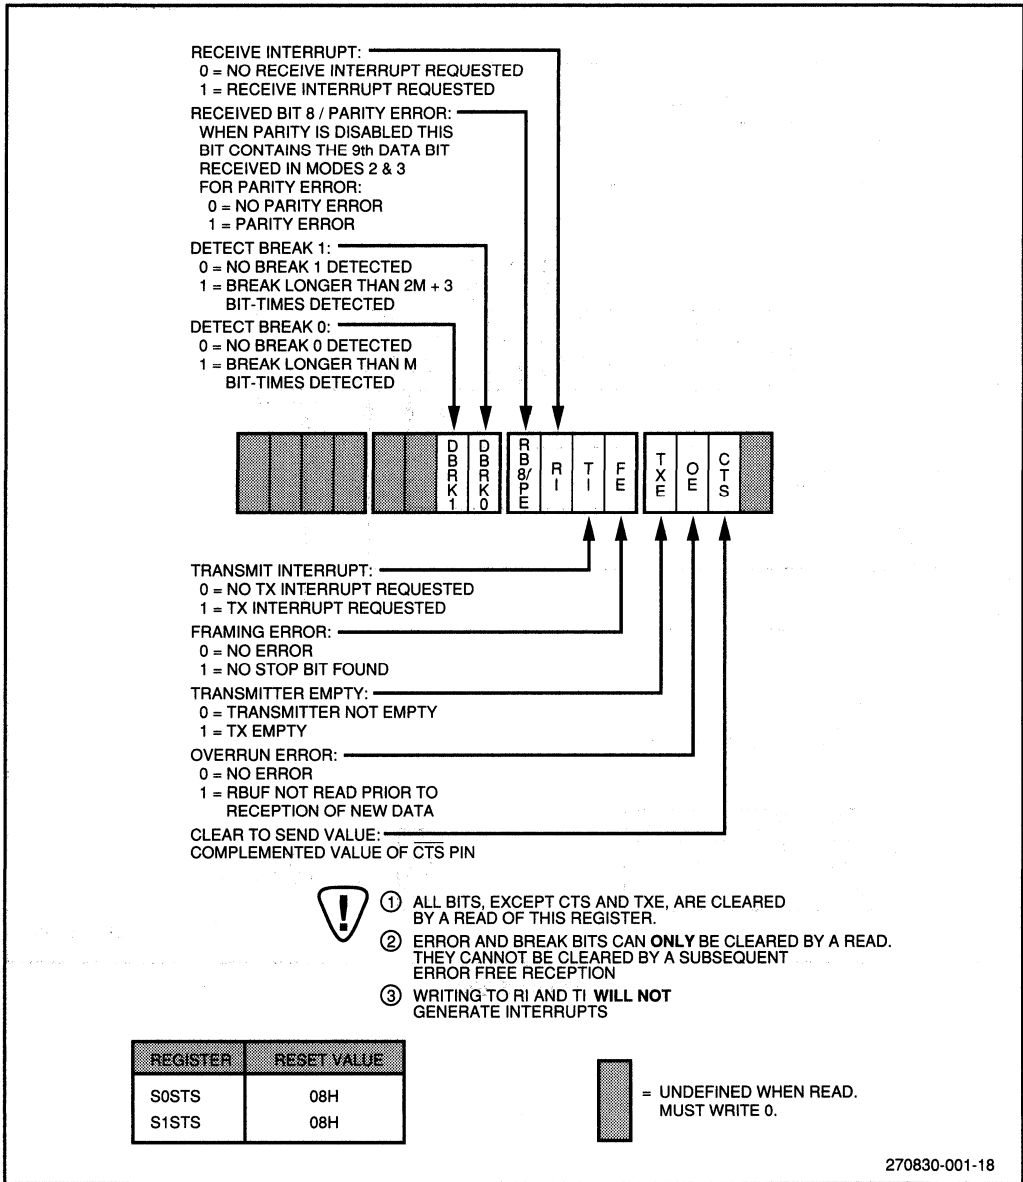 RECEIVE INTERRUPT:
0 = NO RECEIVE INTERRUPT REQUESTED
1 = RECEIVE INTERRUPT REQUESTED
RECEIVED BIT 8 / PARITY ERROR:
WHEN PARITY IS DISABLED THIS
BIT CONTAINS THE 9th DATA BIT
RECEIVED IN MODES 2 & 3
FOR PARITY ERROR:
0 = NO PARITY ERROR
1 = PARITY ERROR
DETECT BREAK 1:
0 = NO BREAK 1 DETECTED
1 = BREAK LONGER THAN 2M + 3
BIT-TIMES DETECTED
DETECT BREAK 0:
0 = NO BREAK 0 DETECTED
1 = BREAK LONGER THAN M
BIT-TIMES DETECTED
DBRK1 DBRK0 RB8/PE RI TI FE TXE OE CTS
TRANSMIT INTERRUPT:
0 = NO TX INTERRUPT REQUESTED
1 = TX INTERRUPT REQUESTED
FRAMING ERROR:
0 = NO ERROR
1 = NO STOP BIT FOUND
TRANSMITTER EMPTY:
0 = TRANSMITTER NOT EMPTY
1 = TX EMPTY
OVERRUN ERROR:
0 = NO ERROR
1 = RBUF NOT READ PRIOR TO
RECEPTION OF NEW DATA
CLEAR TO SEND VALUE:
COMPLEMENTED VALUE OF C̅T̅S̅ PIN
! ① ALL BITS, EXCEPT CTS AND TXE, ARE CLEARED
BY A READ OF THIS REGISTER.
② ERROR AND BREAK BITS CAN ONLY BE CLEARED BY A READ.
THEY CANNOT BE CLEARED BY A SUBSEQUENT
ERROR FREE RECEPTION
③ WRITING TO RI AND TI WILL NOT
GENERATE INTERRUPTS
REGISTER RESET VALUE
S0STS 08H
S1STS 08H
= UNDEFINED WHEN READ.
MUST WRITE 0.
270830-001-18